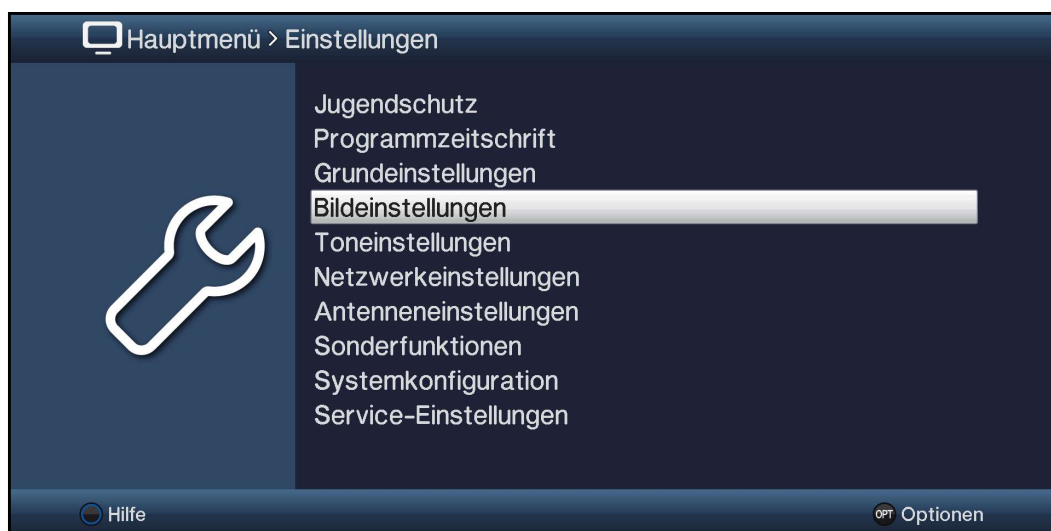 Hauptmenü > Einstellungen
Jugendschutz
Programmzeitschrift
Grundeinstellungen
Bildeinstellungen
Toneinstellungen
Netzwerkeinstellungen
Antenneneinstellungen
Sonderfunktionen
Systemkonfiguration
Service-Einstellungen
Hilfe
OPT Optionen